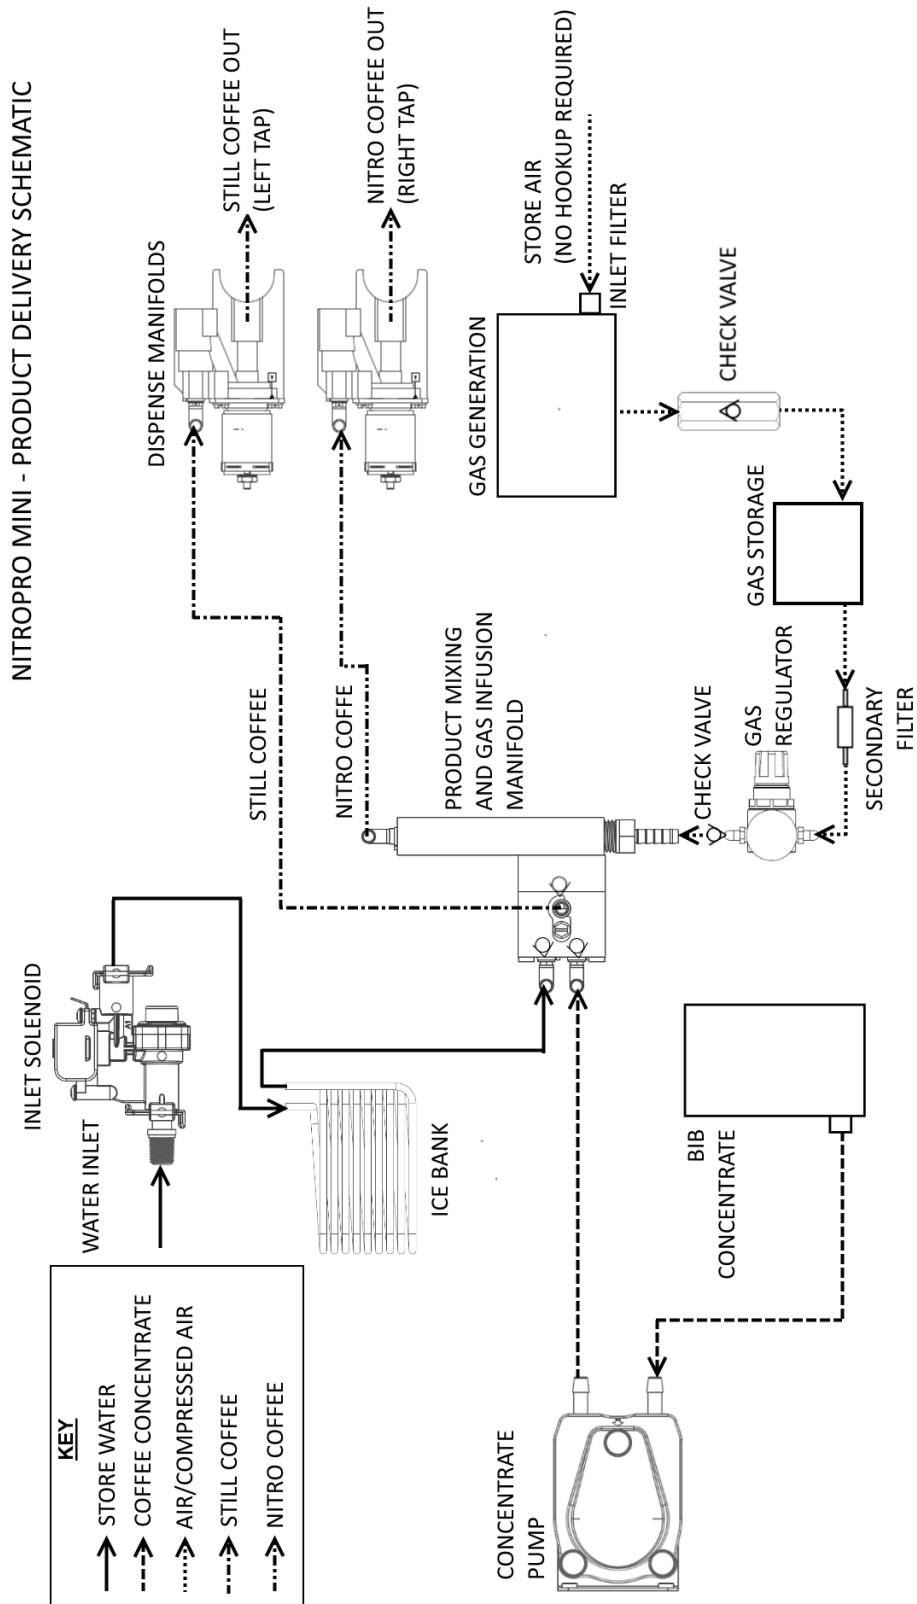 NITROPRO MINI - PRODUCT DELIVERY SCHEMATIC
KEY
STORE WATER
COFFEE CONCENTRATE
AIR/COMPRESSED AIR
STILL COFFEE
NITRO COFFEE
WATER INLET
INLET SOLENOID
ICE BANK
STILL COFFEE
NITRO COFFE
DISPENSE MANIFOLDS
STILL COFFEE OUT
(LEFT TAP)
NITRO COFFEE OUT
(RIGHT TAP)
PRODUCT MIXING
AND GAS INFUSION
MANIFOLD
GAS GENERATION
STORE AIR
(NO HOOKUP REQUIRED)
INLET FILTER
CHECK VALVE
GAS STORAGE
CHECK VALVE
GAS
REGULATOR
SECONDARY
FILTER
CONCENTRATE
PUMP
BIB
CONCENTRATE